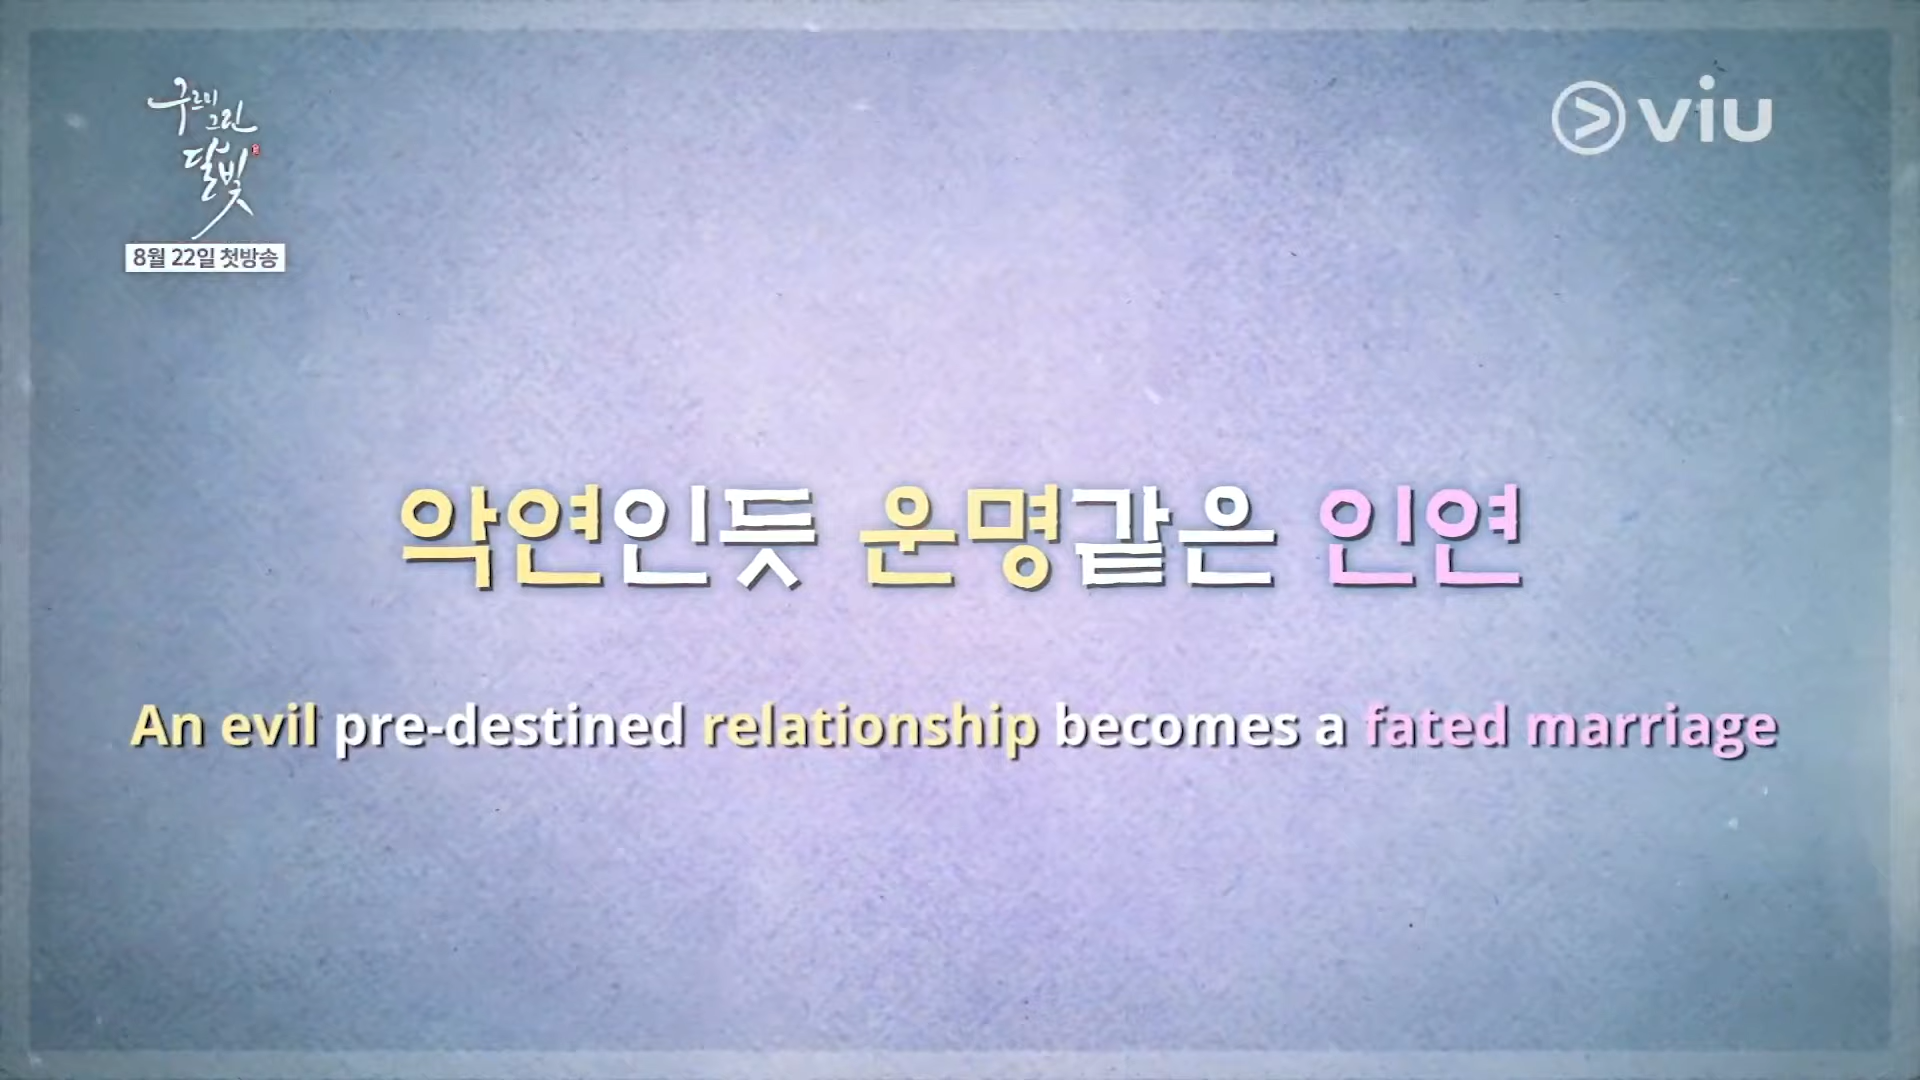 구르미
그린
달빛
8월 22일 첫방송
viu
악연인듯 운명같은 인연
An evil pre-destined relationship becomes a fated marriage